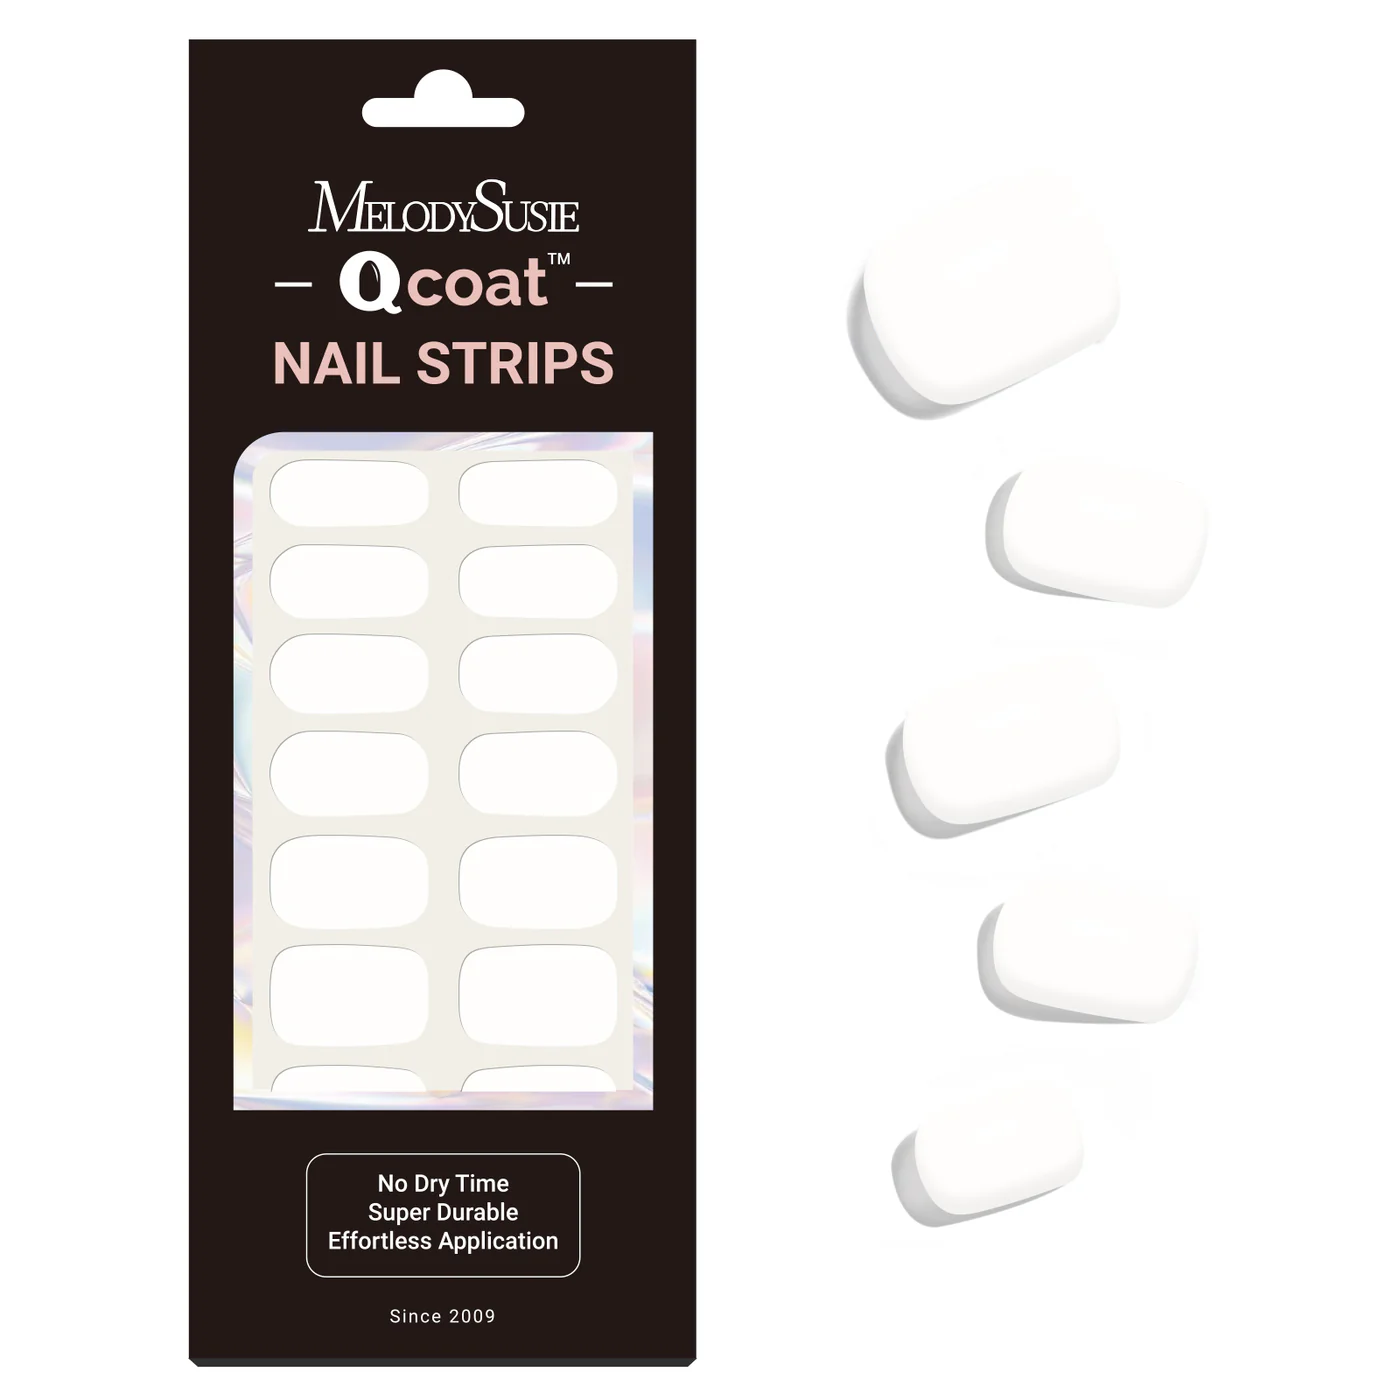 MELODYSUSIE
Qcoat™
NAIL STRIPS
No Dry Time
Super Durable
Effortless Application
Since 2009